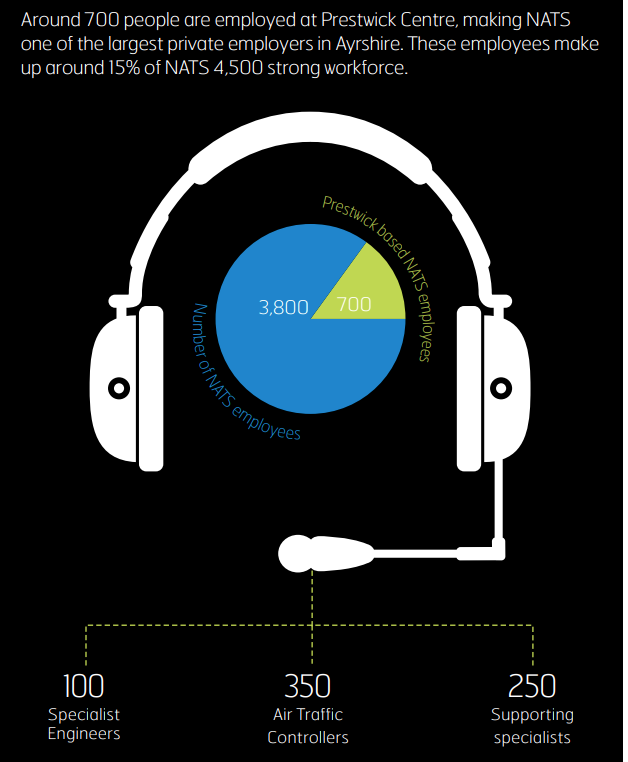 Around 700 people are employed at Prestwick Centre, making NATS
one of the largest private employers in Ayrshire. These employees make
up around 15% of NATS 4,500 strong workforce.
Prestwick based NATS employees
3,800
700
Number of NATS employees
100
Specialist
Engineers
350
Air Traffic
Controllers
250
Supporting
specialists